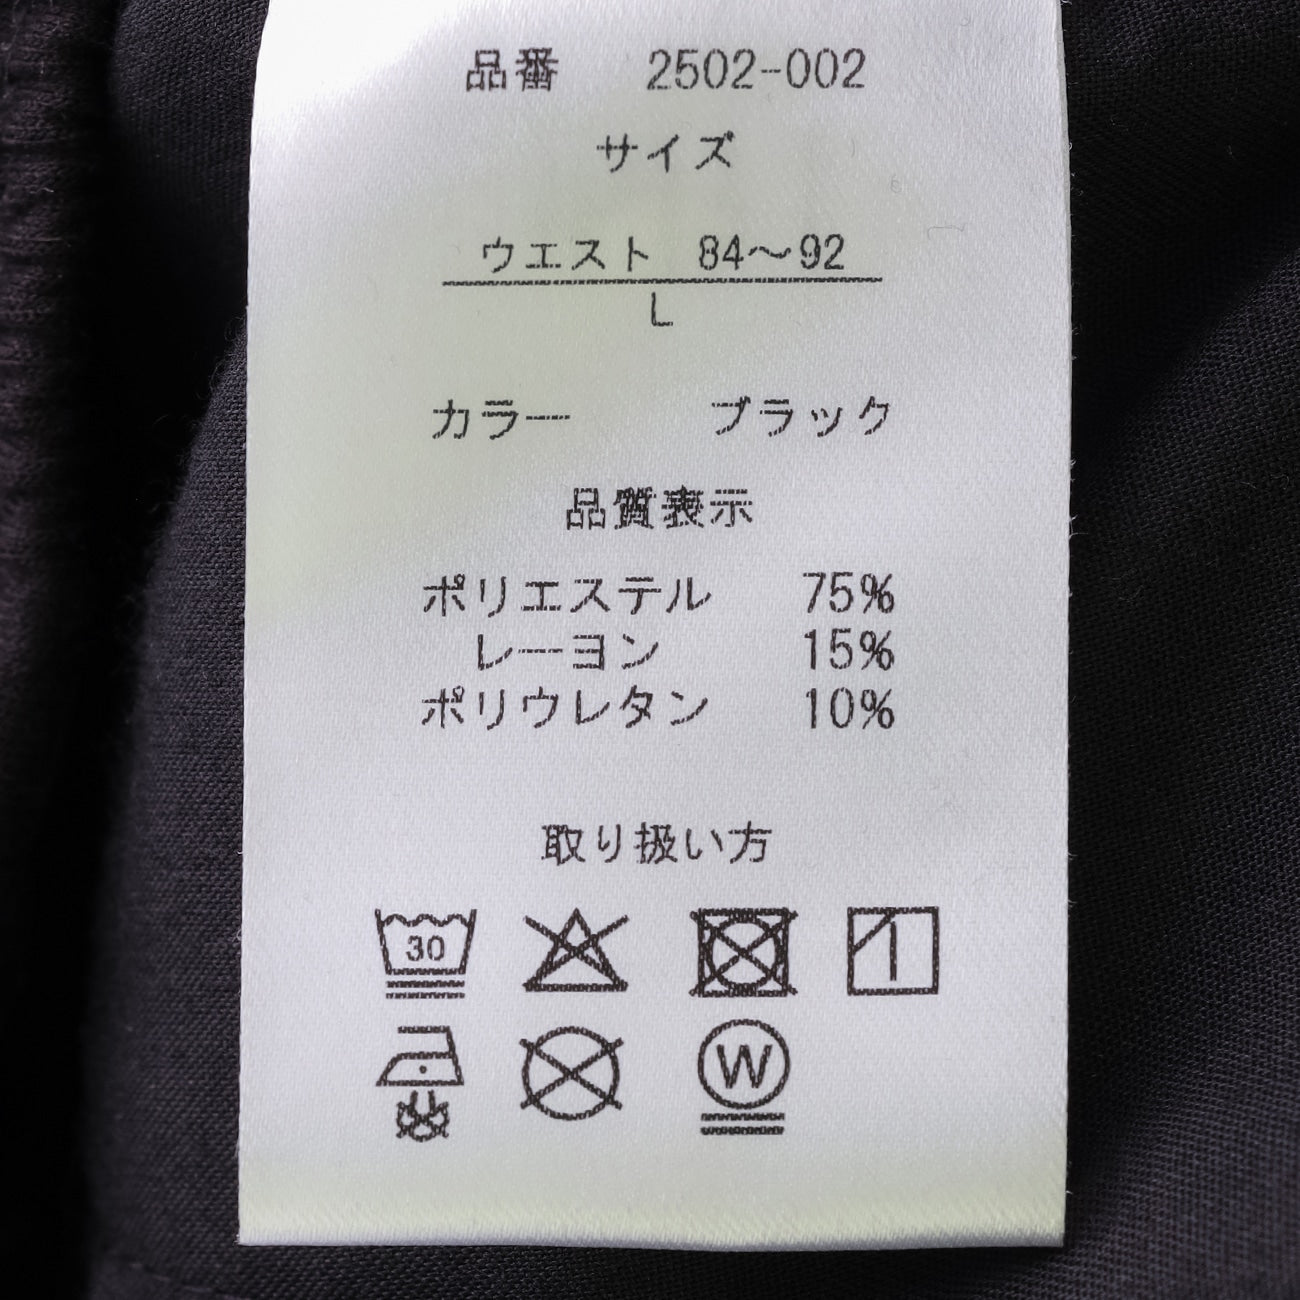 品番 2502-002
サイズ
ウエスト 84～92
L
カラー ブラック
品質表示
ポリエステル 75%
レーヨン 15%
ポリウレタン 10%
取り扱い方
30
W